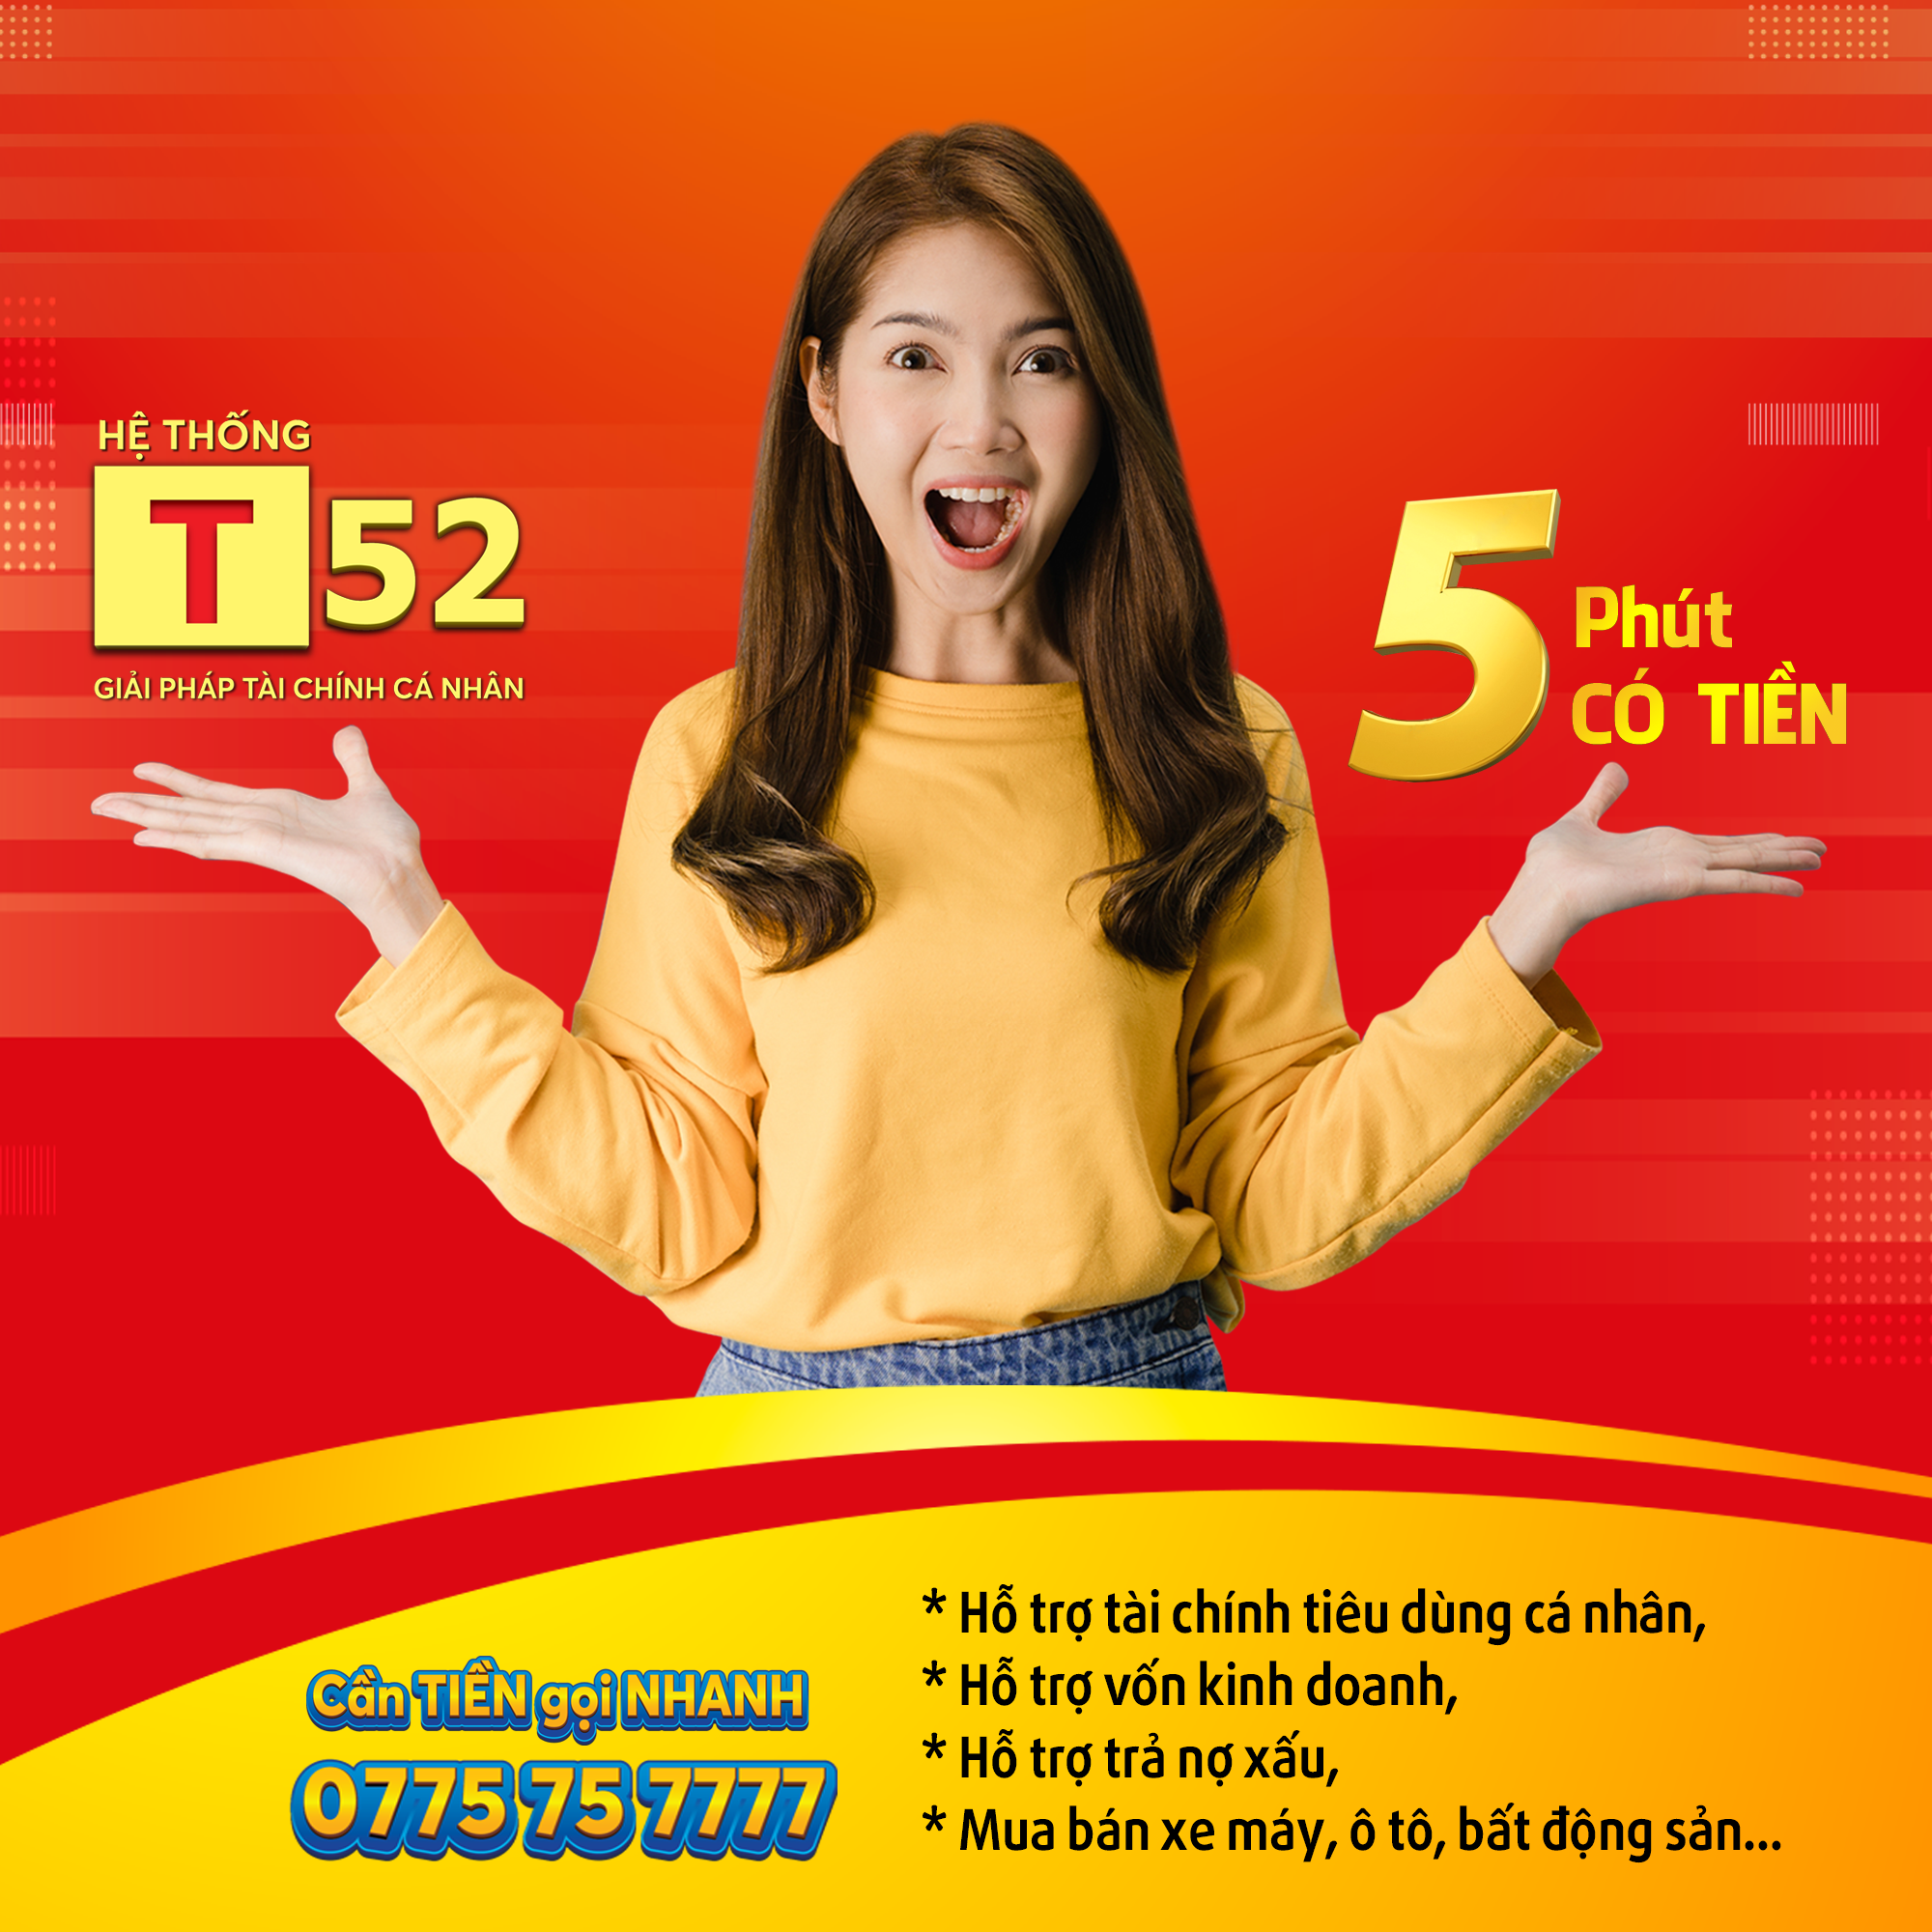 HỆ THỐNG
T 52
GIẢI PHÁP TÀI CHÍNH CÁ NHÂN
5 Phút
CÓ TIỀN
Cần TIỀN gọi NHANH
0775 75 7777
* Hỗ trợ tài chính tiêu dùng cá nhân,
* Hỗ trợ vốn kinh doanh,
* Hỗ trợ trả nợ xấu,
* Mua bán xe máy, ô tô, bất động sản...